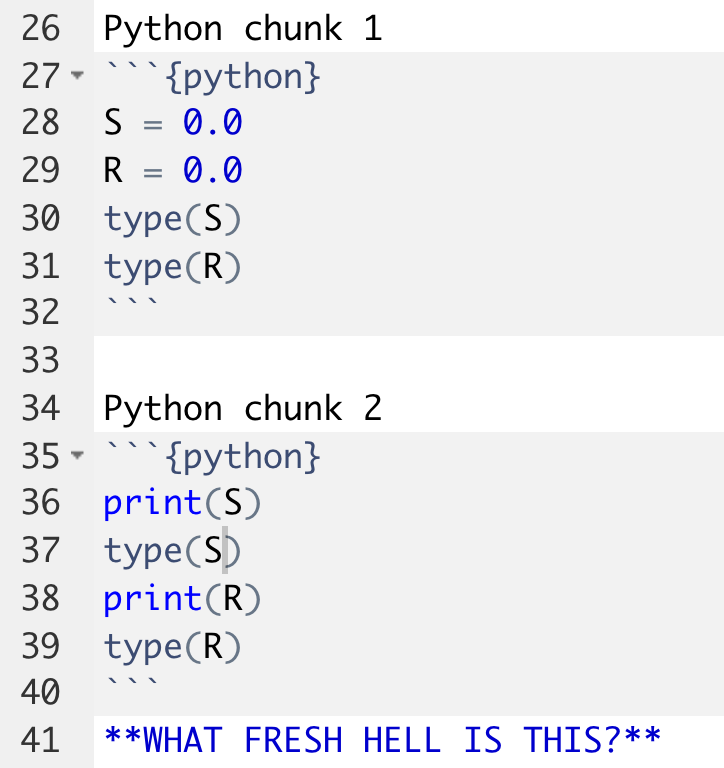 26 Python chunk 1
27 ```{python}
28 S = 0.0
29 R = 0.0
30 type(S)
31 type(R)
32 ```
33
34 Python chunk 2
35 ```{python}
36 print(S)
37 type(S)
38 print(R)
39 type(R)
40 ```
41 **WHAT FRESH HELL IS THIS?**